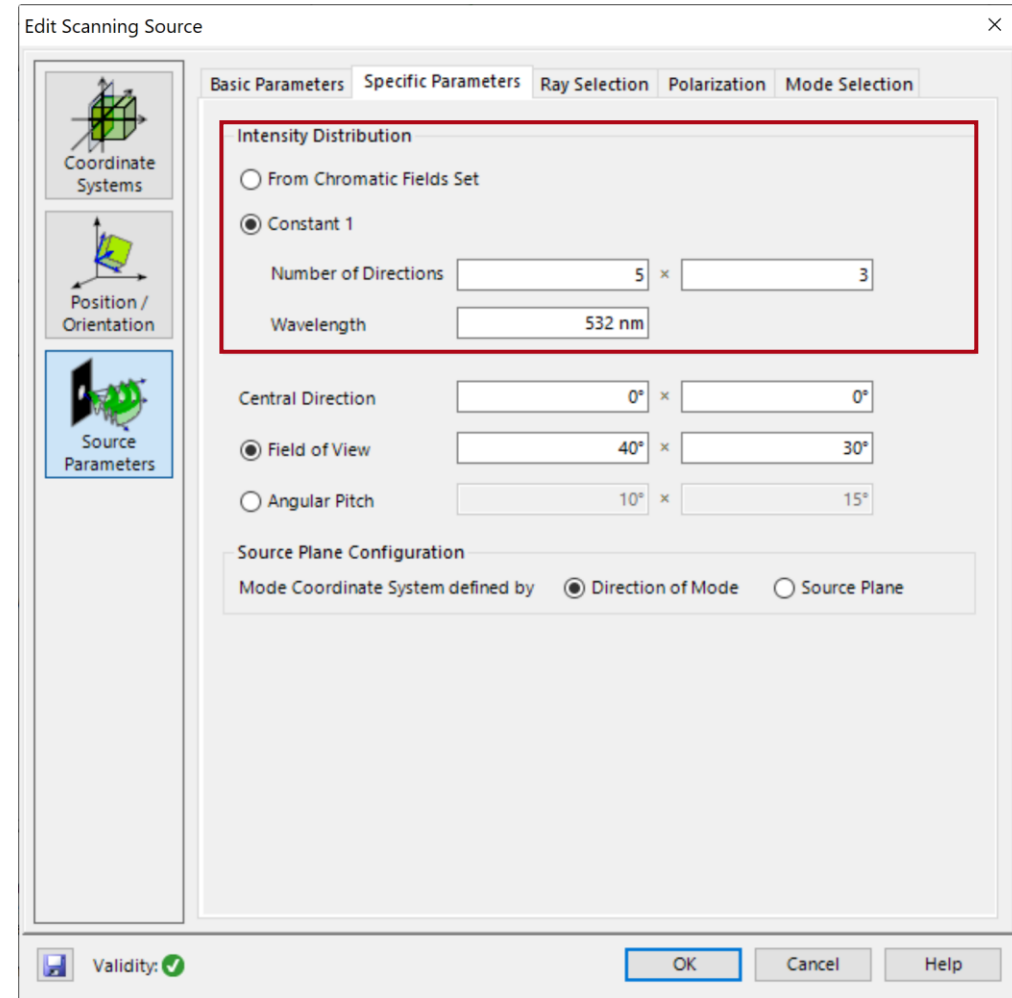 Edit Scanning Source
Coordinate
Systems
Position /
Orientation
Source
Parameters
Basic Parameters Specific Parameters Ray Selection Polarization Mode Selection
Intensity Distribution
From Chromatic Fields Set
Constant 1
Number of Directions 5 × 3
Wavelength 532 nm
Central Direction 0° × 0°
Field of View 40° × 30°
Angular Pitch 10° × 15°
Source Plane Configuration
Mode Coordinate System defined by Direction of Mode Source Plane
Validity: OK Cancel Help